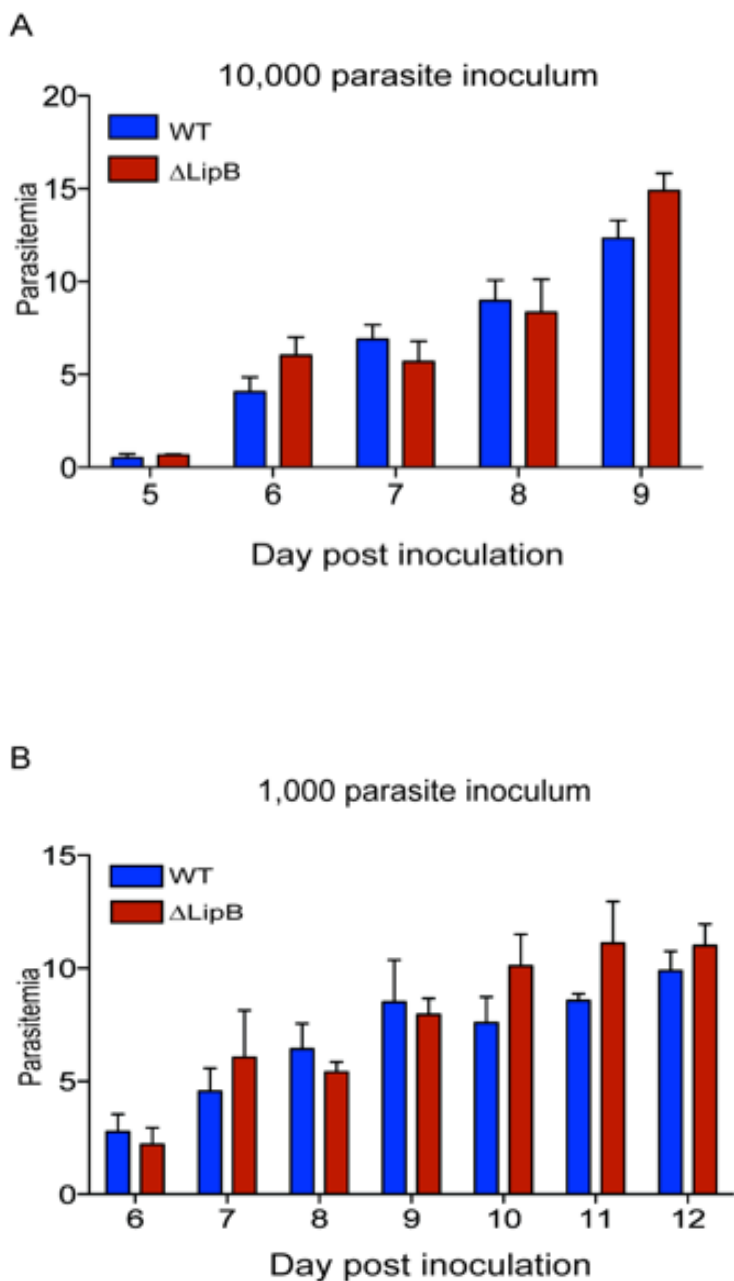 A
10,000 parasite inoculum
20
15
10
5
0
Parasitemia
WT
ΔLipB
5 6 7 8 9
Day post inoculation
B
1,000 parasite inoculum
15
10
5
0
Parasitemia
WT
ΔLipB
6 7 8 9 10 11 12
Day post inoculation